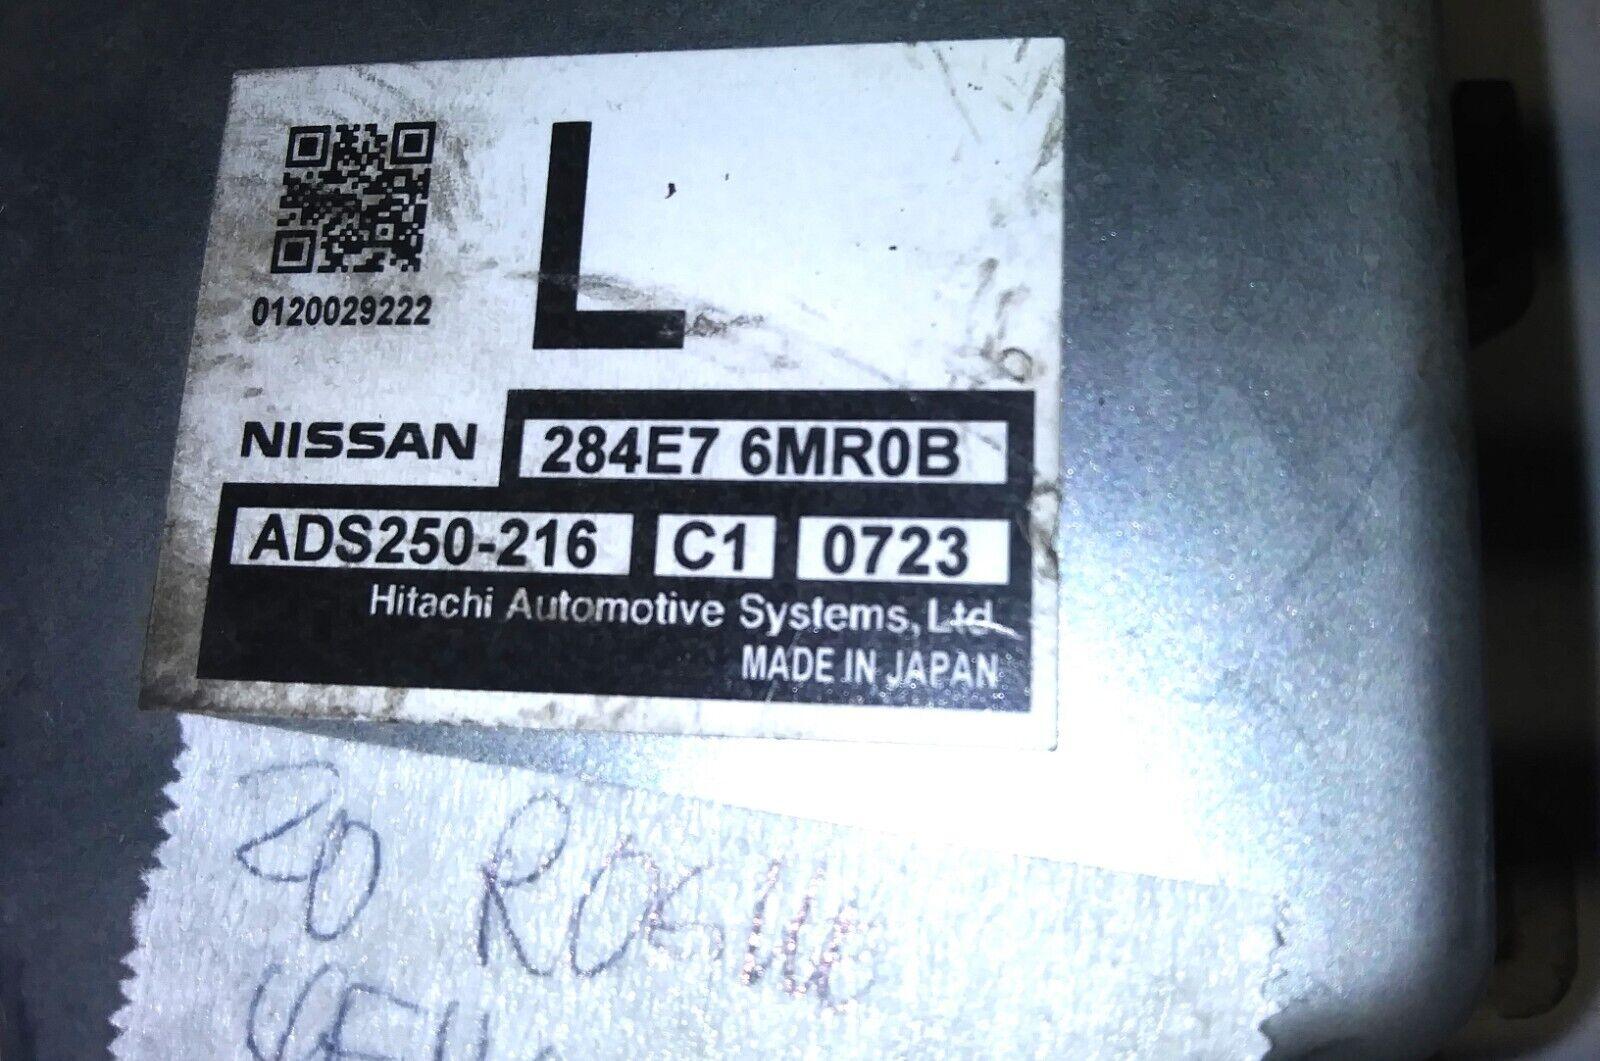 L
0120029222
NISSAN 284E7 6MR0B
ADS250-216 C1 0723
Hitachi Automotive Systems, Ltd.
MADE IN JAPAN
20 ROGUE